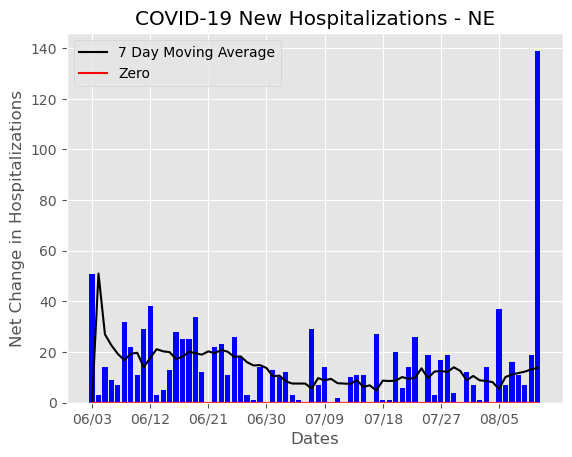 COVID-19 New Hospitalizations - NE
7 Day Moving Average
Zero
Net Change in Hospitalizations
140
120
100
80
60
40
20
0
06/03 06/12 06/21 06/30 07/09 07/18 07/27 08/05
Dates